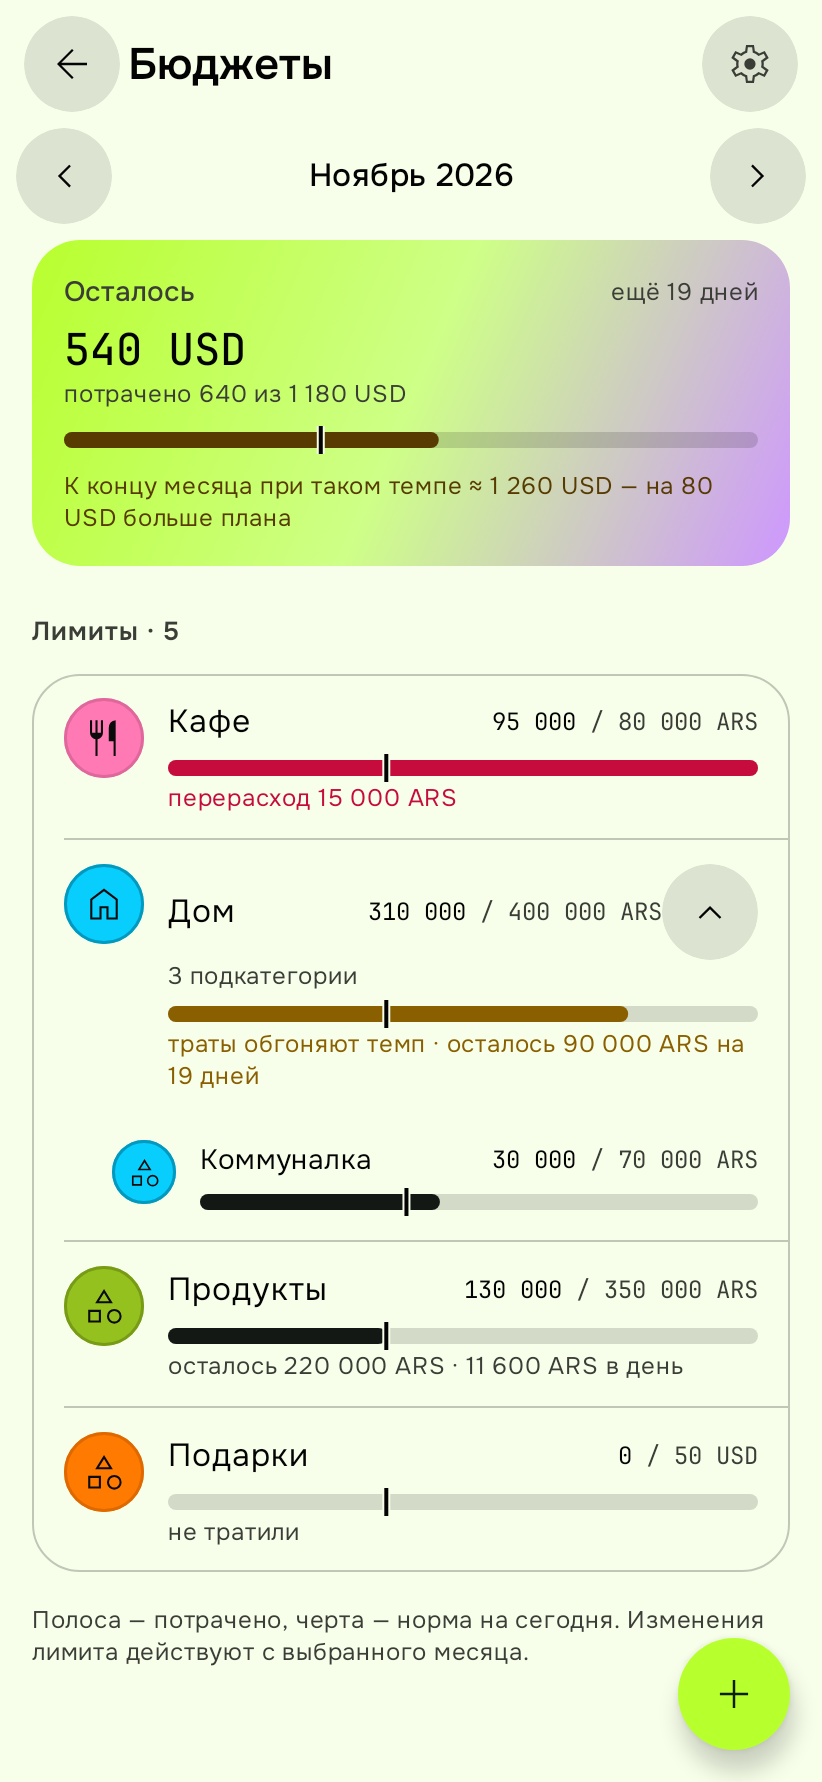 Бюджеты
Ноябрь 2026
Осталось
ещё 19 дней
540 USD
потрачено 640 из 1 180 USD
К концу месяца при таком темпе ≈ 1 260 USD — на 80
USD больше плана
Лимиты · 5
Кафе
95 000 / 80 000 ARS
перерасход 15 000 ARS
Дом
310 000 / 400 000 ARS
3 подкатегории
траты обгоняют темп · осталось 90 000 ARS на
19 дней
Коммуналка
30 000 / 70 000 ARS
Продукты
130 000 / 350 000 ARS
осталось 220 000 ARS · 11 600 ARS в день
Подарки
0 / 50 USD
не тратили
Полоса — потрачено, черта — норма на сегодня. Изменения
лимита действуют с выбранного месяца.